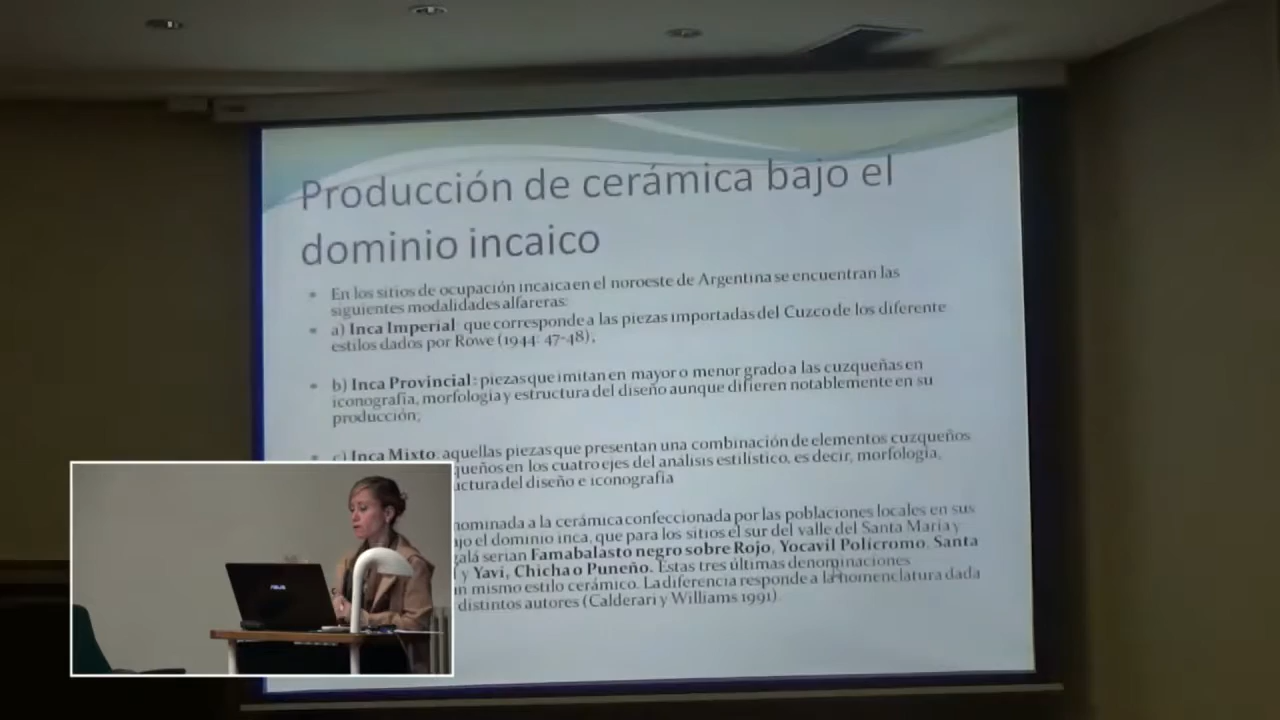 Producción de cerámica bajo el
dominio incaico
En los sitios de ocupación incaica en el noroeste de Argentina se encuentran las
siguientes modalidades alfareras:
a) Inca Imperial: que corresponde a las piezas importadas del Cuzco de los diferente
estilos dados por Rowe (1944: 47-48);
b) Inca Provincial: piezas que imitan en mayor o menor grado a las cuzqueñas en
iconografía, morfología y estructura del diseño aunque difieren notablemente en su
producción;
c) Inca Mixto: aquellas piezas que presentan una combinación de elementos cuzqueños
queños en los cuatro ejes del análisis estilístico, es decir, morfología,
uctura del diseño e iconografía
nominada a la cerámica confeccionada por las poblaciones locales en sus
jo el dominio inca, que para los sitios el sur del valle del Santa María y
galá serían Famabalasto negro sobre Rojo, Yocavil Polícromo, Santa
y Yavi, Chicha o Puneño. Estas tres últimas denominaciones
n mismo estilo cerámico. La diferencia responde a la homenclatura dada
distintos autores (Calderari y Williams 1991)
ASUS